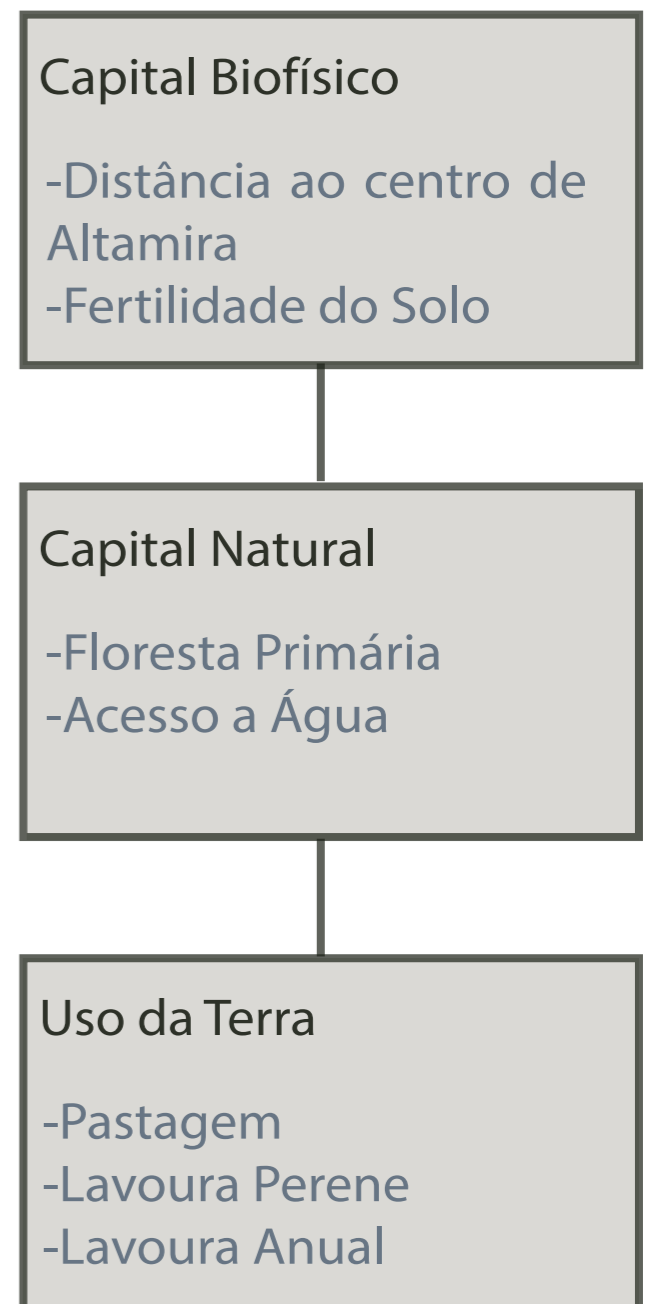 Capital Biofísico
-Distância ao centro de
Altamira
-Fertilidade do Solo
Capital Natural
-Floresta Primária
-Acesso a Água
Uso da Terra
-Pastagem
-Lavoura Perene
-Lavoura Anual